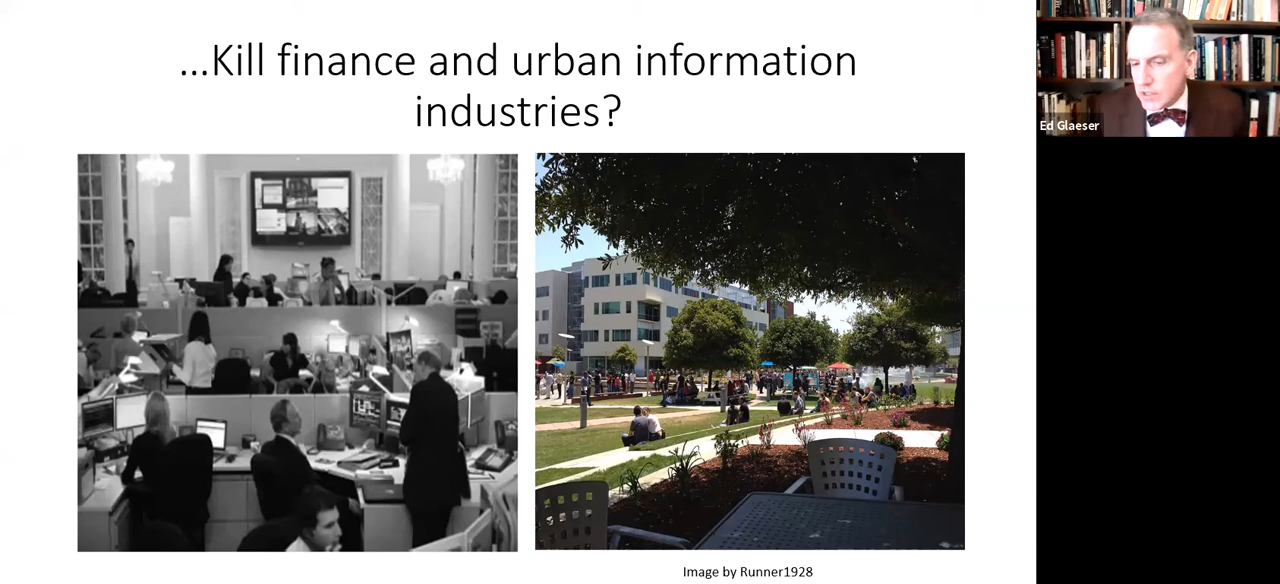 ...Kill finance and urban information
industries?
Ed Glaeser
Image by Runner1928